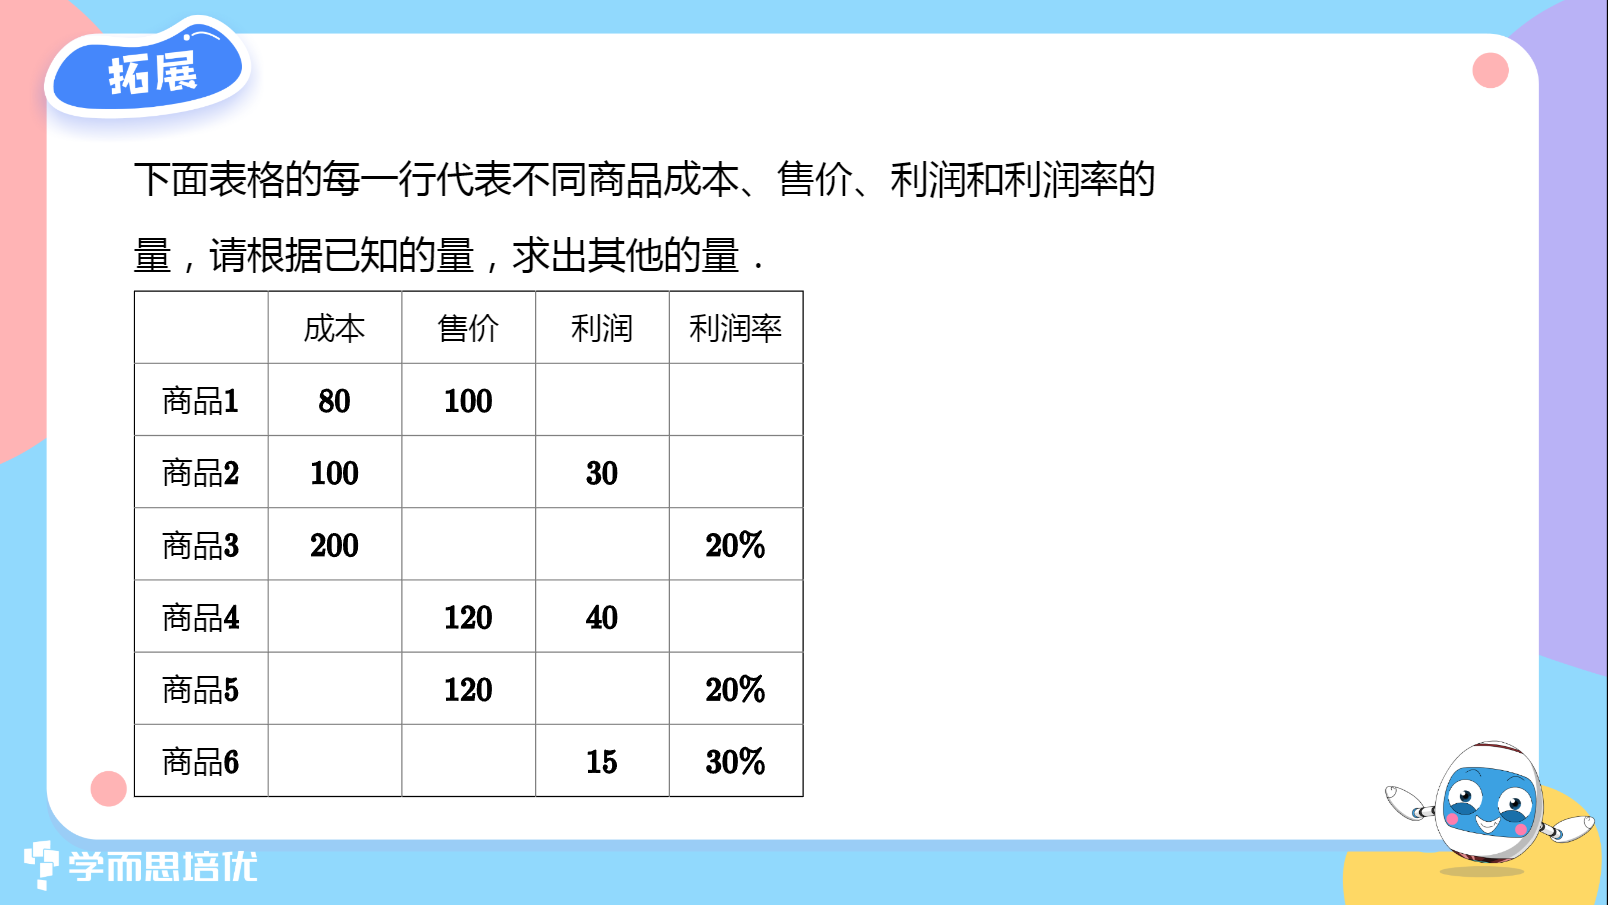 拓展
下面表格的每一行代表不同商品成本、售价、利润和利润率的
量，请根据已知的量，求出其他的量．
成本 售价 利润 利润率
商品1 80 100
商品2 100 30
商品3 200 20%
商品4 120 40
商品5 120 20%
商品6 15 30%
学而思培优